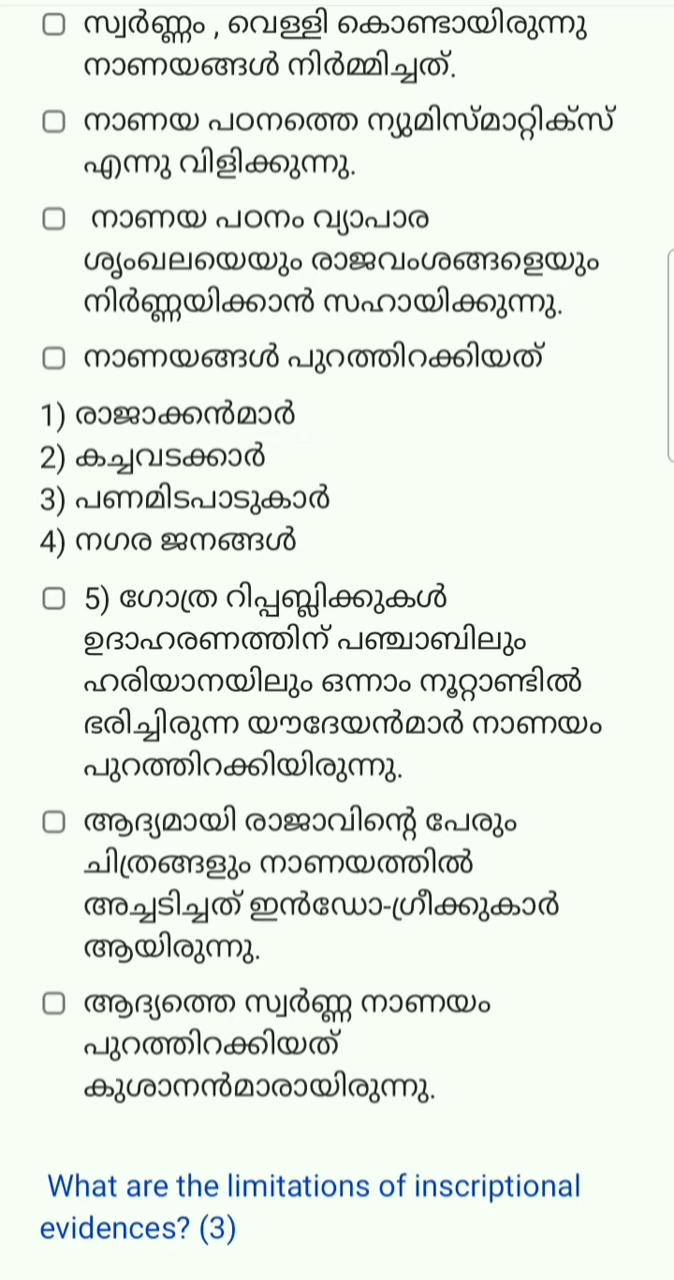 സ്വർണ്ണം , വെള്ളി കൊണ്ടായിരുന്നു
നാണയങ്ങൾ നിർമ്മിച്ചത്.
നാണയ പഠനത്തെ ന്യുമിസ്മാറ്റിക്സ്
എന്നു വിളിക്കുന്നു.
നാണയ പഠനം വ്യാപാര
ശൃംഖലയെയും രാജവംശങ്ങളെയും
നിർണ്ണയിക്കാൻ സഹായിക്കുന്നു.
നാണയങ്ങൾ പുറത്തിറക്കിയത്
1) രാജാക്കൻമാർ
2) കച്ചവടക്കാർ
3) പണമിടപാടുകാർ
4) നഗര ജനങ്ങൾ
5) ഗോത്ര റിപ്പബ്ലിക്കുകൾ
ഉദാഹരണത്തിന് പഞ്ചാബിലും
ഹരിയാനയിലും ഒന്നാം നൂറ്റാണ്ടിൽ
ഭരിച്ചിരുന്ന യൗദേയൻമാർ നാണയം
പുറത്തിറക്കിയിരുന്നു.
ആദ്യമായി രാജാവിന്റെ പേരും
ചിത്രങ്ങളും നാണയത്തിൽ
അച്ചടിച്ചത് ഇൻഡോ-ഗ്രീക്കുകാർ
ആയിരുന്നു.
ആദ്യത്തെ സ്വർണ്ണ നാണയം
പുറത്തിറക്കിയത്
കുശാനൻമാരായിരുന്നു.
What are the limitations of inscriptional
evidences? (3)